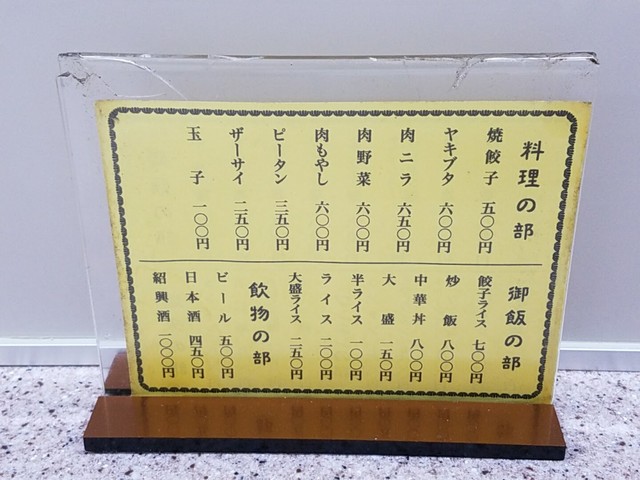 料理の部
焼餃子 五〇〇円
ヤキブタ 六〇〇円
肉ニラ 六五〇円
肉野菜 六〇〇円
肉もやし 六〇〇円
ピータン 三五〇円
ザーサイ 二五〇円
玉子 一〇〇円
御飯の部
餃子ライス 七〇〇円
炒飯 八〇〇円
中華丼 八〇〇円
大盛 一五〇円
半ライス 一〇〇円
ライス 二〇〇円
大盛ライス 二五〇円
飲物の部
ビール 五〇〇円
日本酒 四五〇円
紹興酒 一〇〇〇円